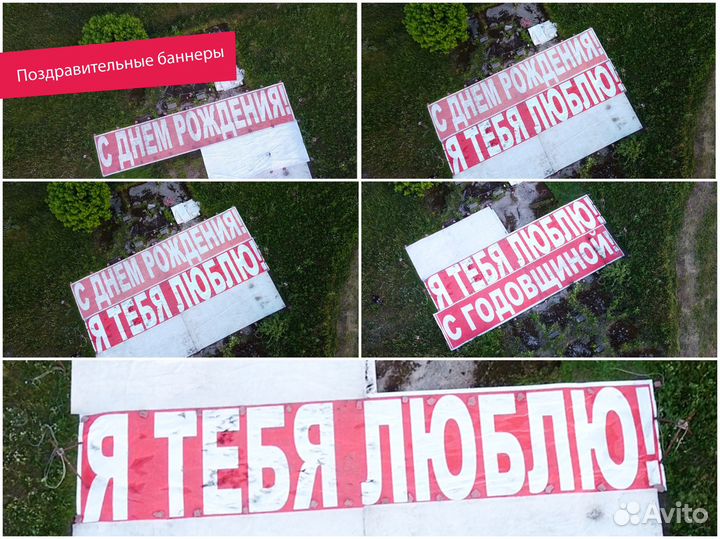 Поздравительные баннеры
С ДНЕМ РОЖДЕНИЯ!
С ДНЕМ РОЖДЕНИЯ!
Я ТЕБЯ ЛЮБЛЮ!
С ДНЕМ РОЖДЕНИЯ!
Я ТЕБЯ ЛЮБЛЮ!
Я ТЕБЯ ЛЮБЛЮ!
С ГОДОВЩИНОЙ!
Я ТЕБЯ ЛЮБЛЮ!
Avito